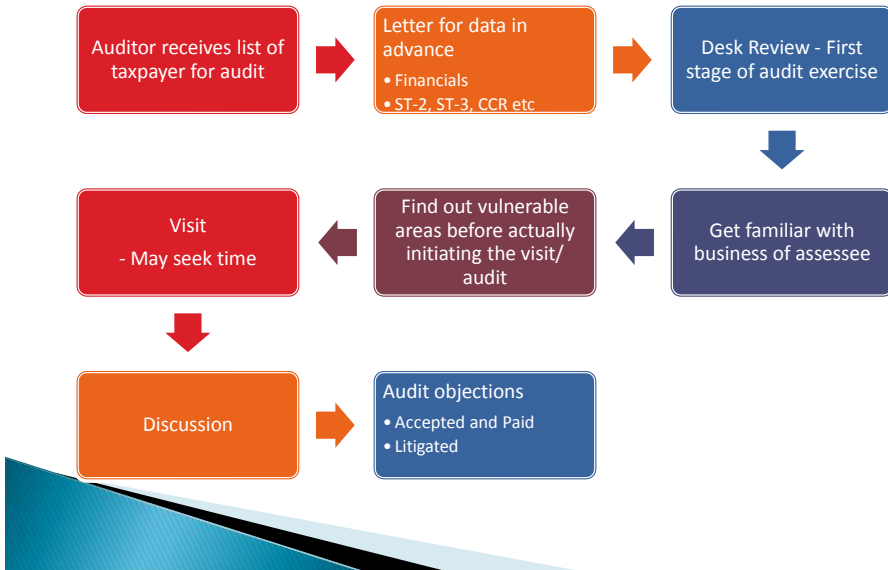 Auditor receives list of
taxpayer for audit
Letter for data in
advance
• Financials
• ST-2, ST-3, CCR etc
Desk Review - First
stage of audit exercise
Get familiar with
business of assessee
Find out vulnerable
areas before actually
initiating the visit/
audit
Visit
- May seek time
Discussion
Audit objections
• Accepted and Paid
• Litigated